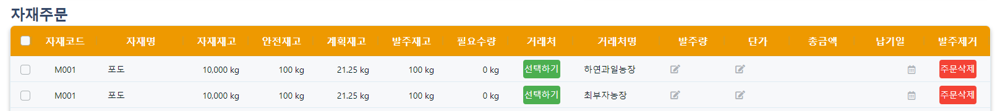 자재주문
자재코드 자재명 자재재고 안전재고 계획재고 발주재고 필요수량 거래처 거래처명 발주량 단가 총금액 납기일 발주제거
M001 포도 10,000 kg 100 kg 21.25 kg 100 kg 0 kg 선택하기 하연과일농장 주문삭제
M001 포도 10,000 kg 100 kg 21.25 kg 100 kg 0 kg 선택하기 최부자농장 주문삭제